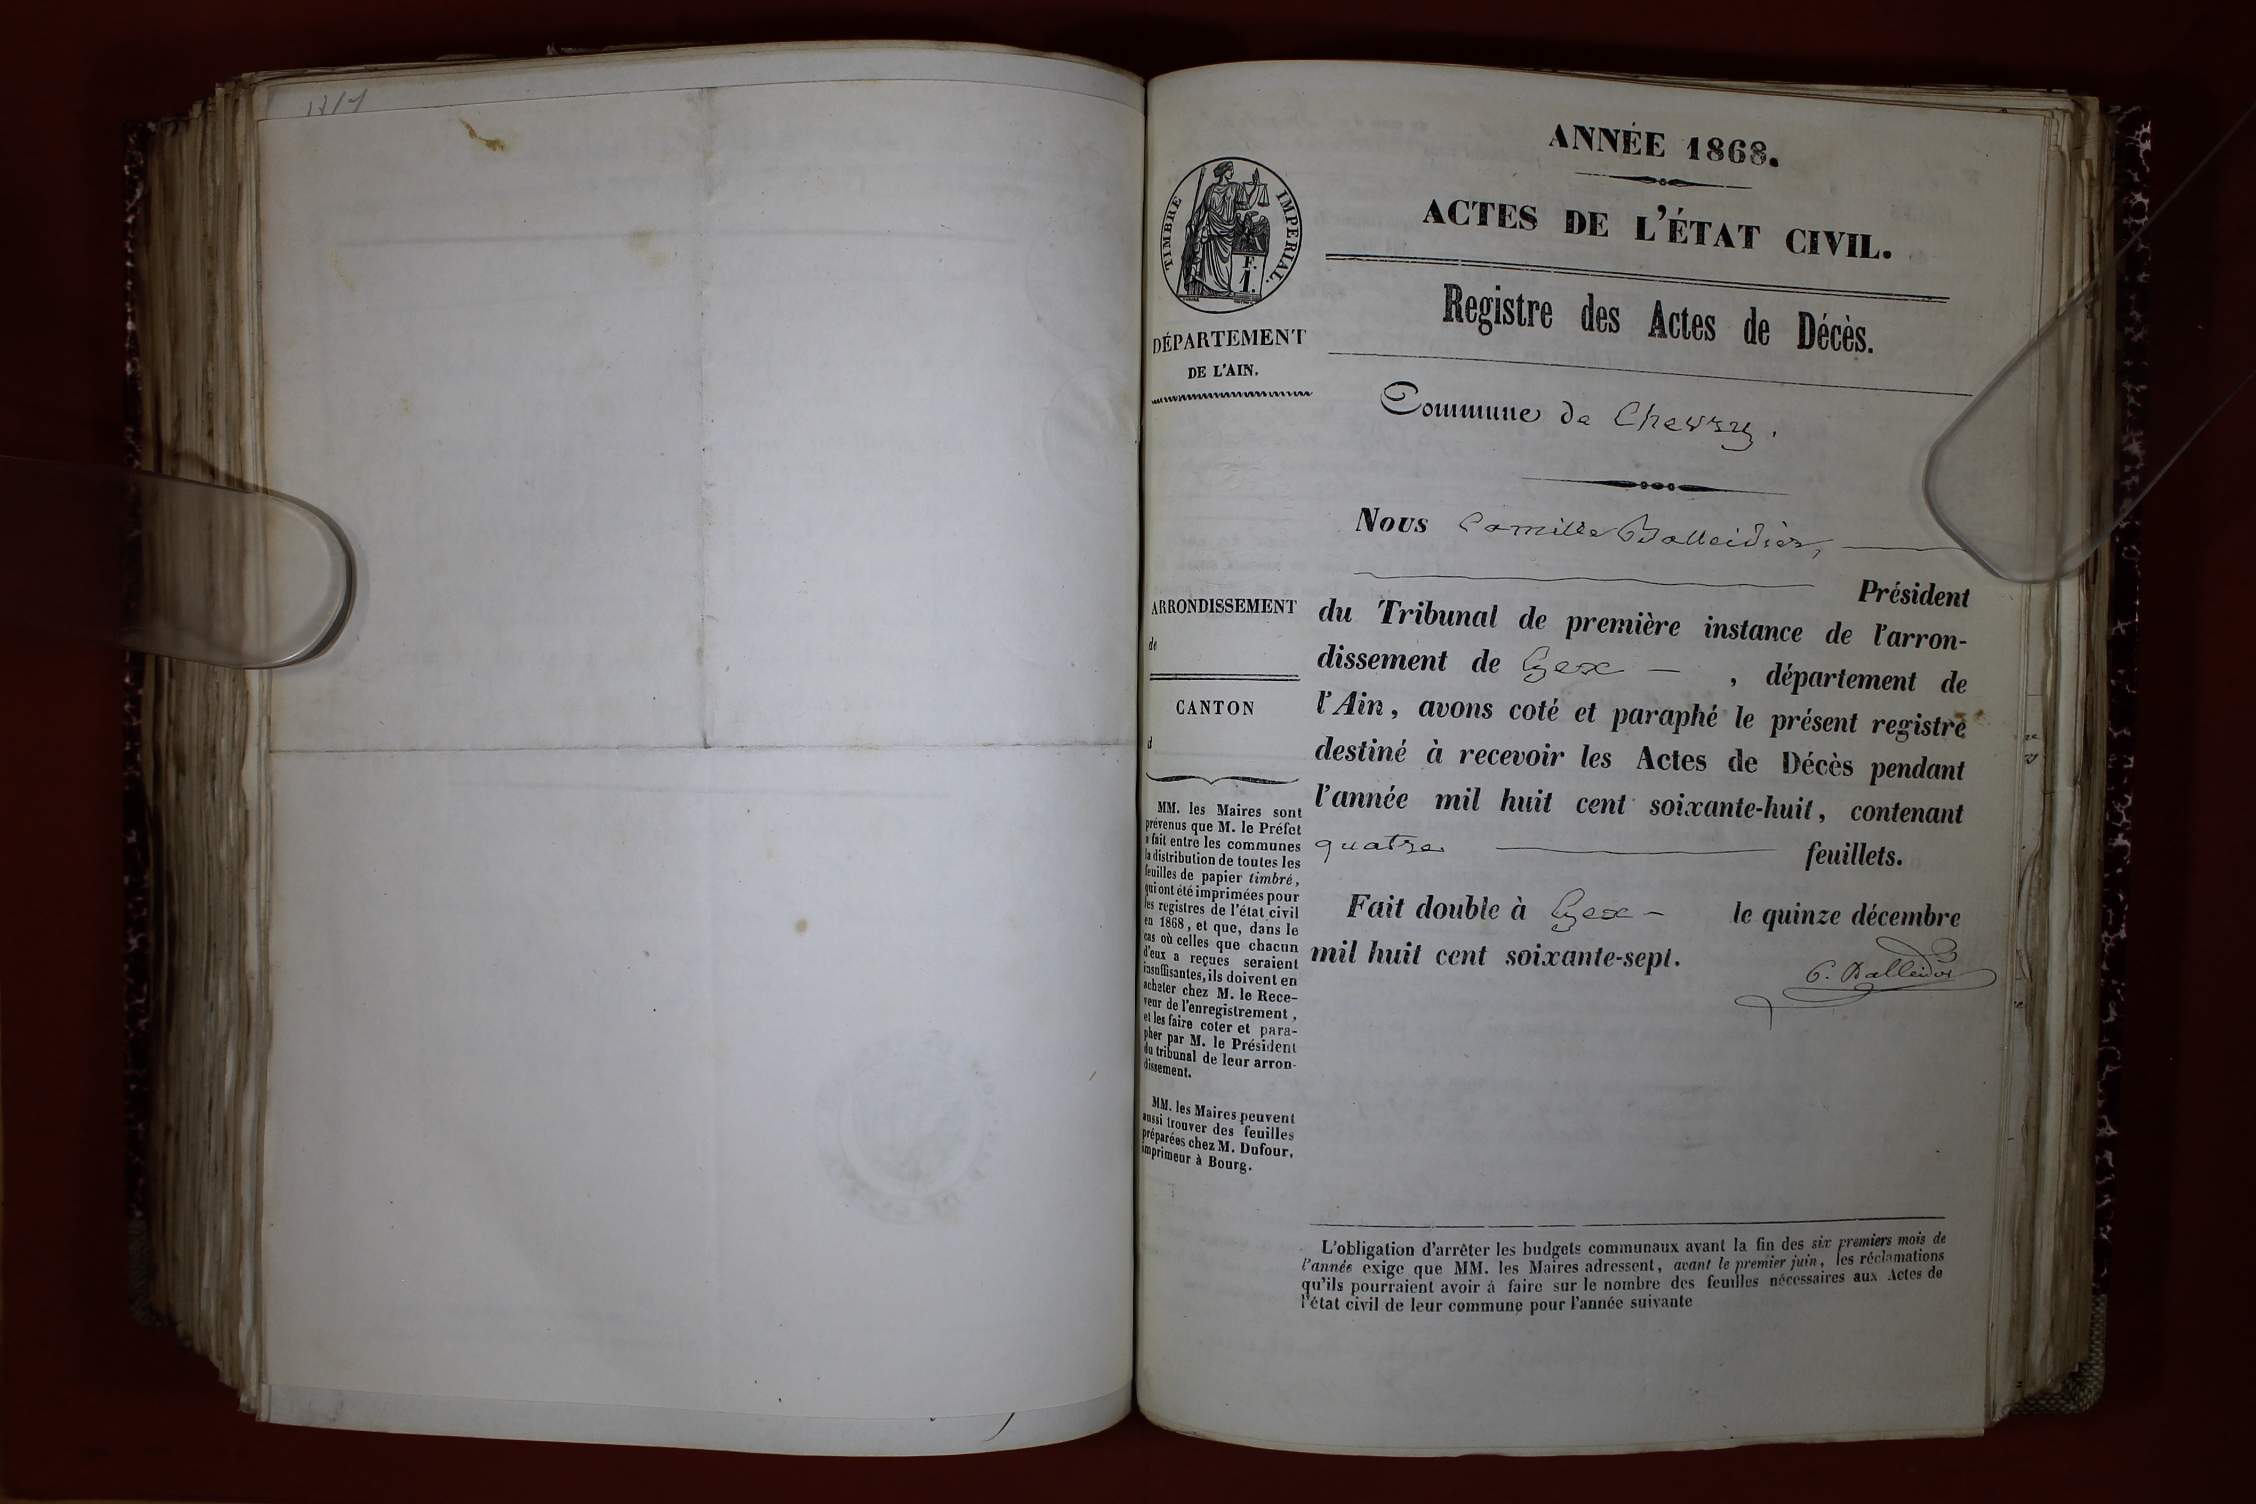 ANNÉE 1868.
ACTES DE L'ÉTAT CIVIL.
Registre des Actes de Décès.
TIMBRE IMPERIAL.
F.
1.
DÉPARTEMENT
DE L'AIN.
ARRONDISSEMENT
de
CANTON
d
MM. les Maires sont
prévenus que M. le Préfet
a fait entre les communes
la distribution de toutes les
feuilles de papier timbré,
qui ont été imprimées pour
les registres de l'état civil
en 1868, et que, dans le
cas où celles que chacun
d'eux a reçues seraient
insuffisantes, ils doivent en
acheter chez M. le Rece-
veur de l'enregistrement,
et les faire coter et para-
pher par M. le Président
du tribunal de leur arron-
dissement.
MM. les Maires peuvent
aussi trouver des feuilles
préparées chez M. Dufour,
imprimeur à Bourg.
Commune de Chevry.
Nous Camille Balleidier,
Président
du Tribunal de première instance de l'arron-
dissement de Gex — , département de
l'Ain, avons coté et paraphé le présent registre
destiné à recevoir les Actes de Décès pendant
l'année mil huit cent soixante-huit, contenant
quatre feuillets.
Fait double à Gex – le quinze décembre
mil huit cent soixante-sept.
C. Balleidier
L'obligation d'arrêter les budgets communaux avant la fin des six premiers mois de
l'année exige que MM. les Maires adressent, avant le premier juin, les réclamations
qu'ils pourraient avoir à faire sur le nombre des feuilles nécessaires aux Actes de
l'état civil de leur commune pour l'année suivante